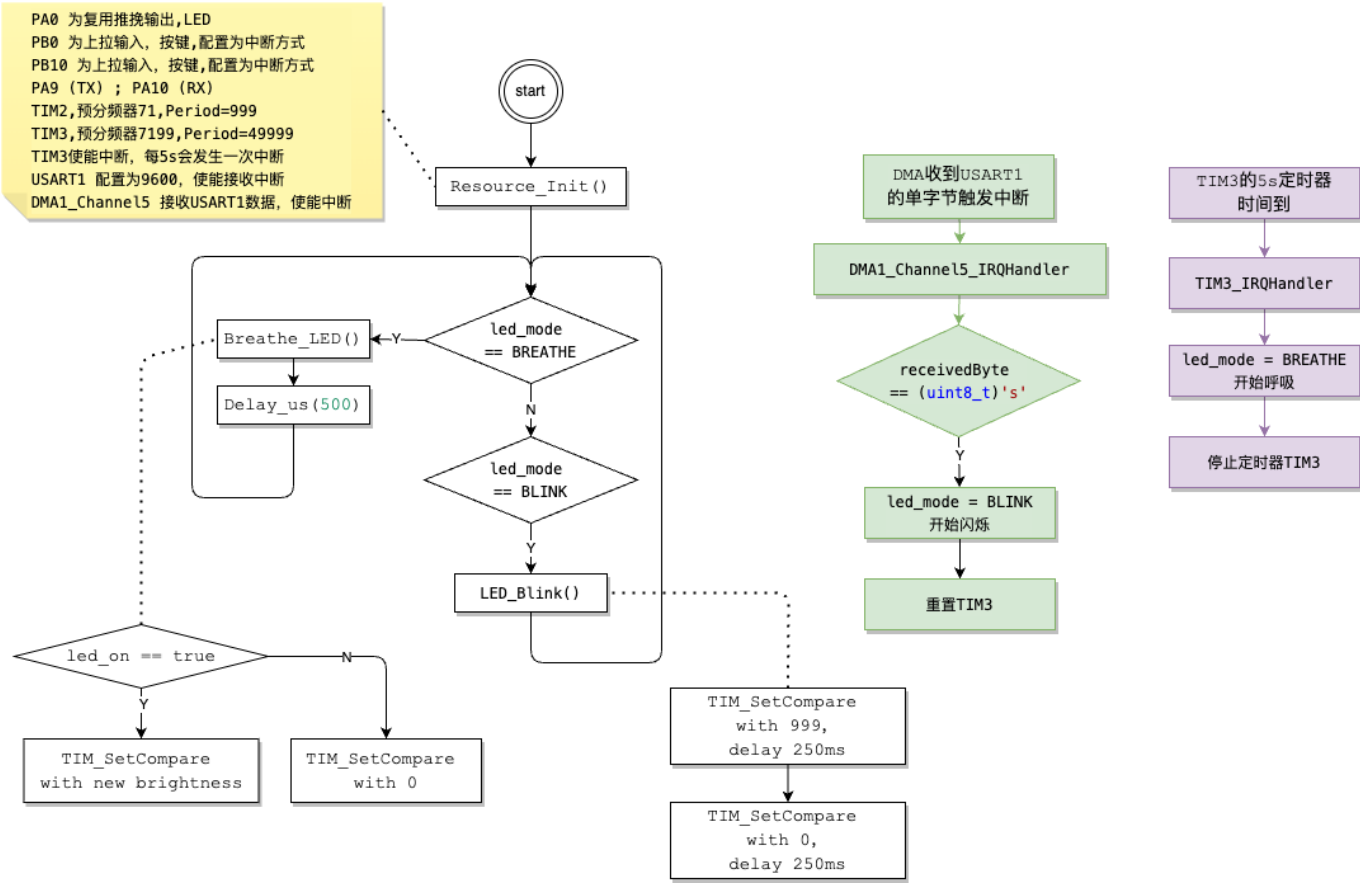 PA0 为复用推挽输出,LED
PB0 为上拉输入，按键,配置为中断方式
PB10 为上拉输入，按键,配置为中断方式
PA9 (TX) ; PA10 (RX)
TIM2,预分频器71,Period=999
TIM3,预分频器7199,Period=49999
TIM3使能中断，每5s会发生一次中断
USART1 配置为9600，使能接收中断
DMA1_Channel5 接收USART1数据，使能中断
start
Resource_Init()
led_mode
== BREATHE
Y
Breathe_LED()
Delay_us(500)
N
led_mode
== BLINK
Y
LED_Blink()
led_on == true
N
Y
TIM_SetCompare
with new brightness
TIM_SetCompare
with 0
TIM_SetCompare
with 999,
delay 250ms
TIM_SetCompare
with 0,
delay 250ms
DMA收到USART1
的单字节触发中断
DMA1_Channel5_IRQHandler
receivedByte
== (uint8_t)'s'
Y
led_mode = BLINK
开始闪烁
重置TIM3
TIM3的5s定时器
时间到
TIM3_IRQHandler
led_mode = BREATHE
开始呼吸
停止定时器TIM3